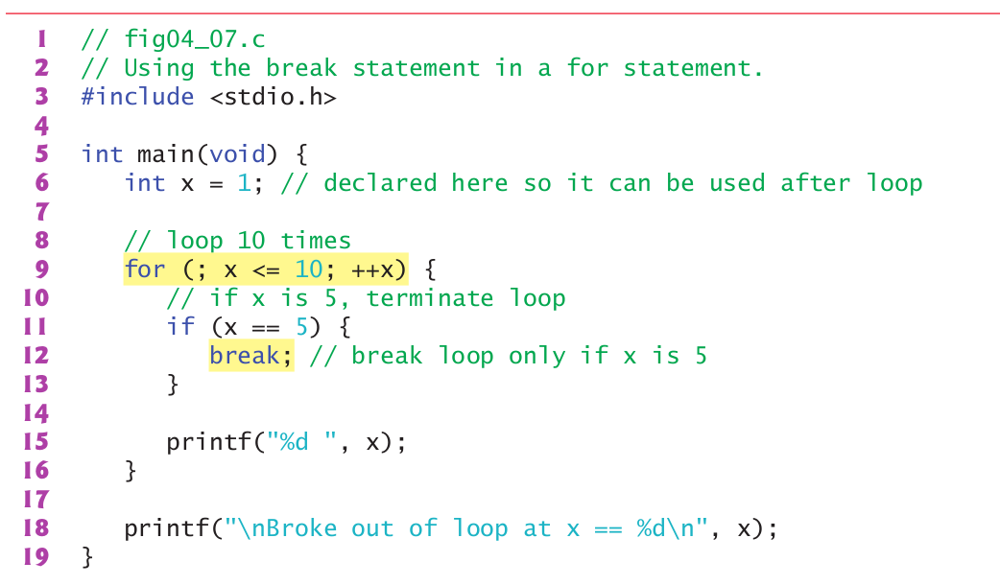 1 // fig04_07.c
2 // Using the break statement in a for statement.
3 #include <stdio.h>
4
5 int main(void) {
6    int x = 1; // declared here so it can be used after loop
7
8    // loop 10 times
9    for (; x <= 10; ++x) {
10       // if x is 5, terminate loop
11       if (x == 5) {
12          break; // break loop only if x is 5
13       }
14
15       printf("%d ", x);
16    }
17
18    printf("\nBroke out of loop at x == %d\n", x);
19 }